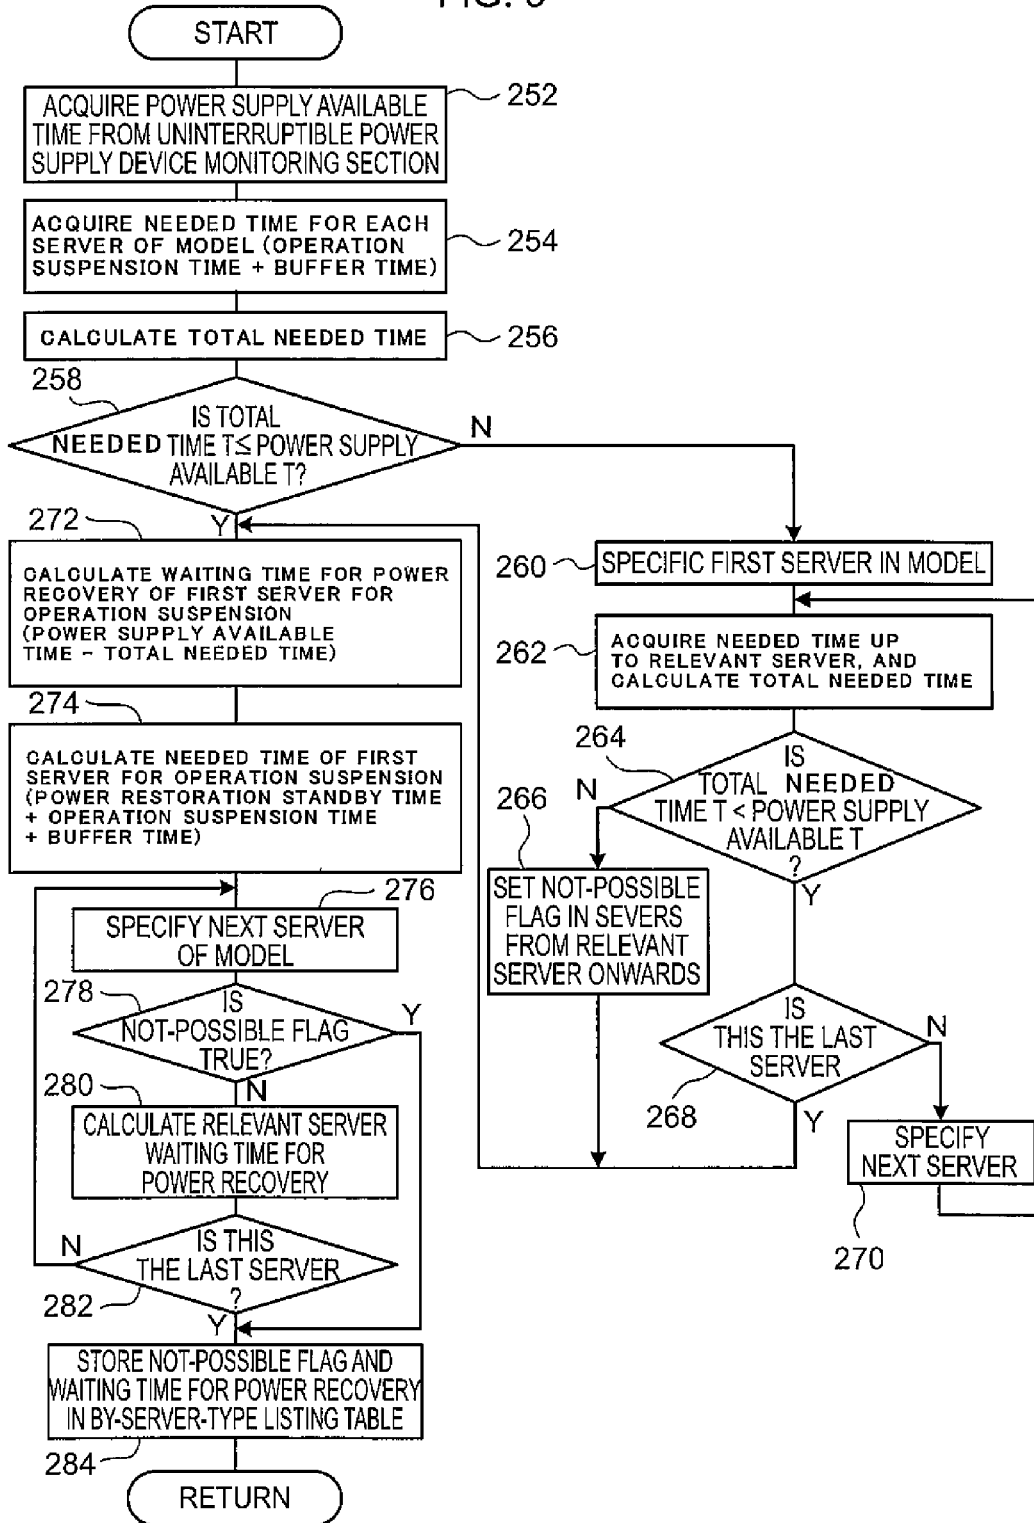 START
252
ACQUIRE POWER SUPPLY AVAILABLE
TIME FROM UNINTERRUPTIBLE POWER
SUPPLY DEVICE MONITORING SECTION
254
ACQUIRE NEEDED TIME FOR EACH
SERVER OF MODEL (OPERATION
SUSPENSION TIME + BUFFER TIME)
256
CALCULATE TOTAL NEEDED TIME
258
IS TOTAL
NEEDED TIME T≤ POWER SUPPLY
AVAILABLE T?
N
Y
272
CALCULATE WAITING TIME FOR POWER
RECOVERY OF FIRST SERVER FOR
OPERATION SUSPENSION
(POWER SUPPLY AVAILABLE
TIME - TOTAL NEEDED TIME)
274
CALCULATE NEEDED TIME OF FIRST
SERVER FOR OPERATION SUSPENSION
(POWER RESTORATION STANDBY TIME
+ OPERATION SUSPENSION TIME
+ BUFFER TIME)
276
SPECIFY NEXT SERVER
OF MODEL
278
IS
NOT-POSSIBLE FLAG
TRUE?
Y
N
280
CALCULATE RELEVANT SERVER
WAITING TIME FOR
POWER RECOVERY
N
IS THIS
THE LAST SERVER
?
282
Y
STORE NOT-POSSIBLE FLAG AND
WAITING TIME FOR POWER RECOVERY
IN BY-SERVER-TYPE LISTING TABLE
284
RETURN
260
SPECIFIC FIRST SERVER IN MODEL
262
ACQUIRE NEEDED TIME UP
TO RELEVANT SERVER, AND
CALCULATE TOTAL NEEDED TIME
264
IS
TOTAL NEEDED
TIME T < POWER SUPPLY
AVAILABLE T
?
N
Y
266
SET NOT-POSSIBLE
FLAG IN SEVERS
FROM RELEVANT
SERVER ONWARDS
IS
THIS THE LAST
SERVER
268
N
Y
SPECIFY
NEXT SERVER
270